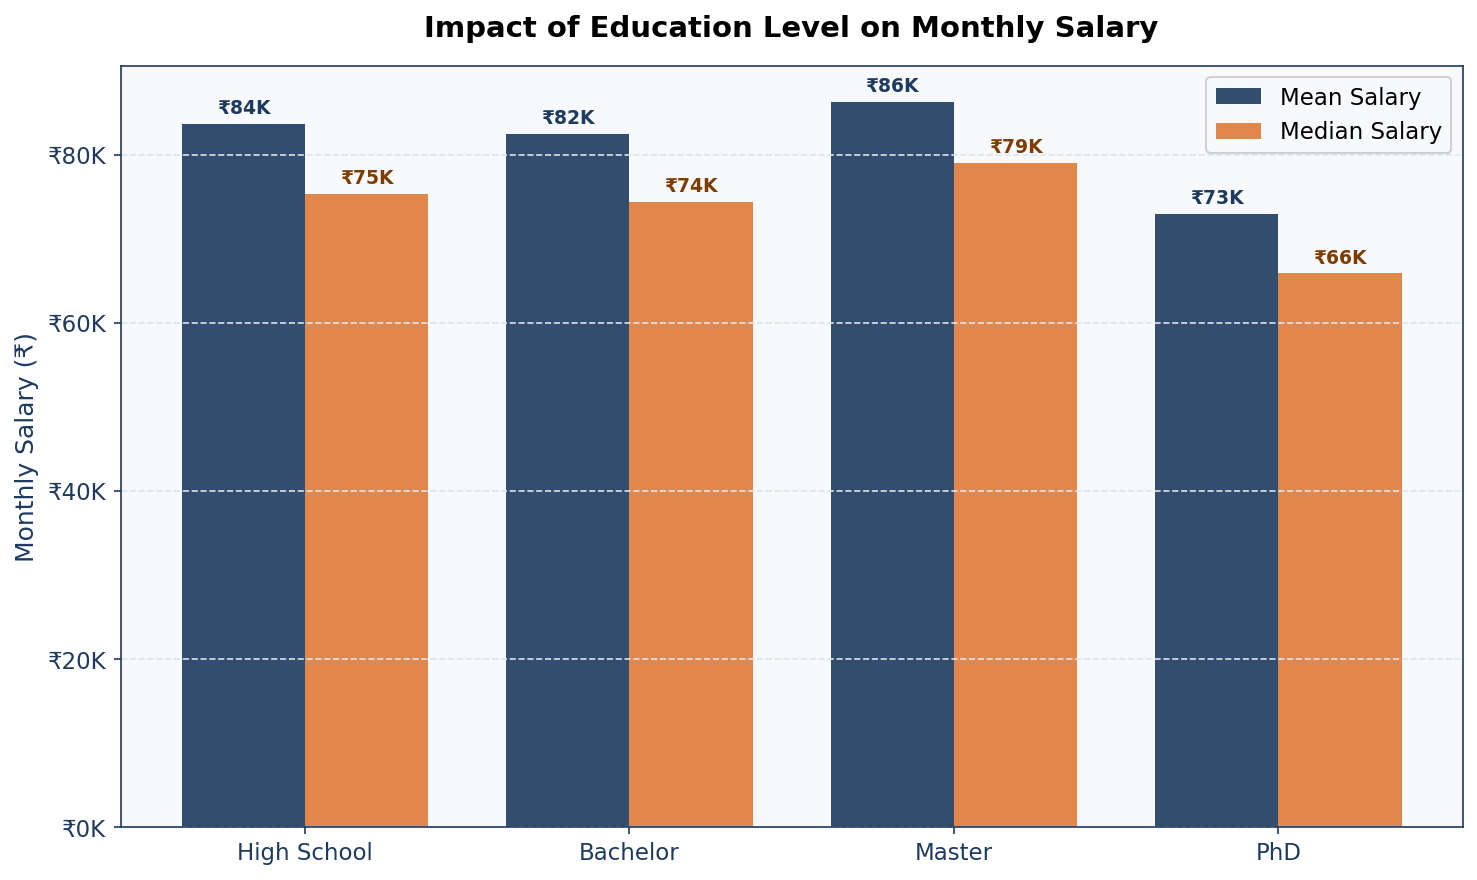 Impact of Education Level on Monthly Salary
Mean Salary
Median Salary
Monthly Salary (₹)
₹80K
₹60K
₹40K
₹20K
₹0K
₹84K
₹75K
₹82K
₹74K
₹86K
₹79K
₹73K
₹66K
High School
Bachelor
Master
PhD